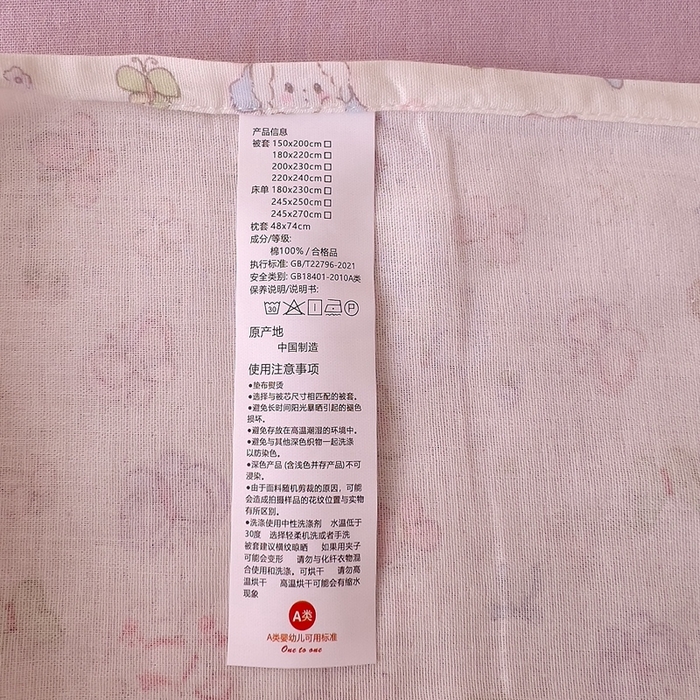 产品信息
被套 150x200cm□
180x220cm□
200x230cm□
220x240cm□
床单 180x230cm□
245x250cm□
245x270cm□
枕套 48x74cm
成分/等级:
棉100% / 合格品
执行标准: GB/T22796-2021
安全类别: GB18401-2010A类
保养说明/说明书:
30 P
原产地
中国制造
使用注意事项
●垫布熨烫
●选择与被芯尺寸相匹配的被套。
●避免长时间阳光暴晒引起的褪色
损坏。
●避免存放在高温潮湿的环境中。
●避免与其他深色织物一起洗涤
以防染色。
●深色产品 (含浅色并存产品)不可
浸染。
●由于面料随机剪裁的原因，可能
会造成拍摄样品的花纹位置与实物
有所区别。
●洗涤使用中性洗涤剂 水温低于
30度 选择轻柔机洗或者手洗
被套建议横纹晾晒 如果用夹子
可能会变形 请勿与化纤衣物混
合使用和洗涤。可烘干 请勿高
温烘干 高温烘干可能会有缩水
现象
A类
A类婴幼儿可用标准
One to one